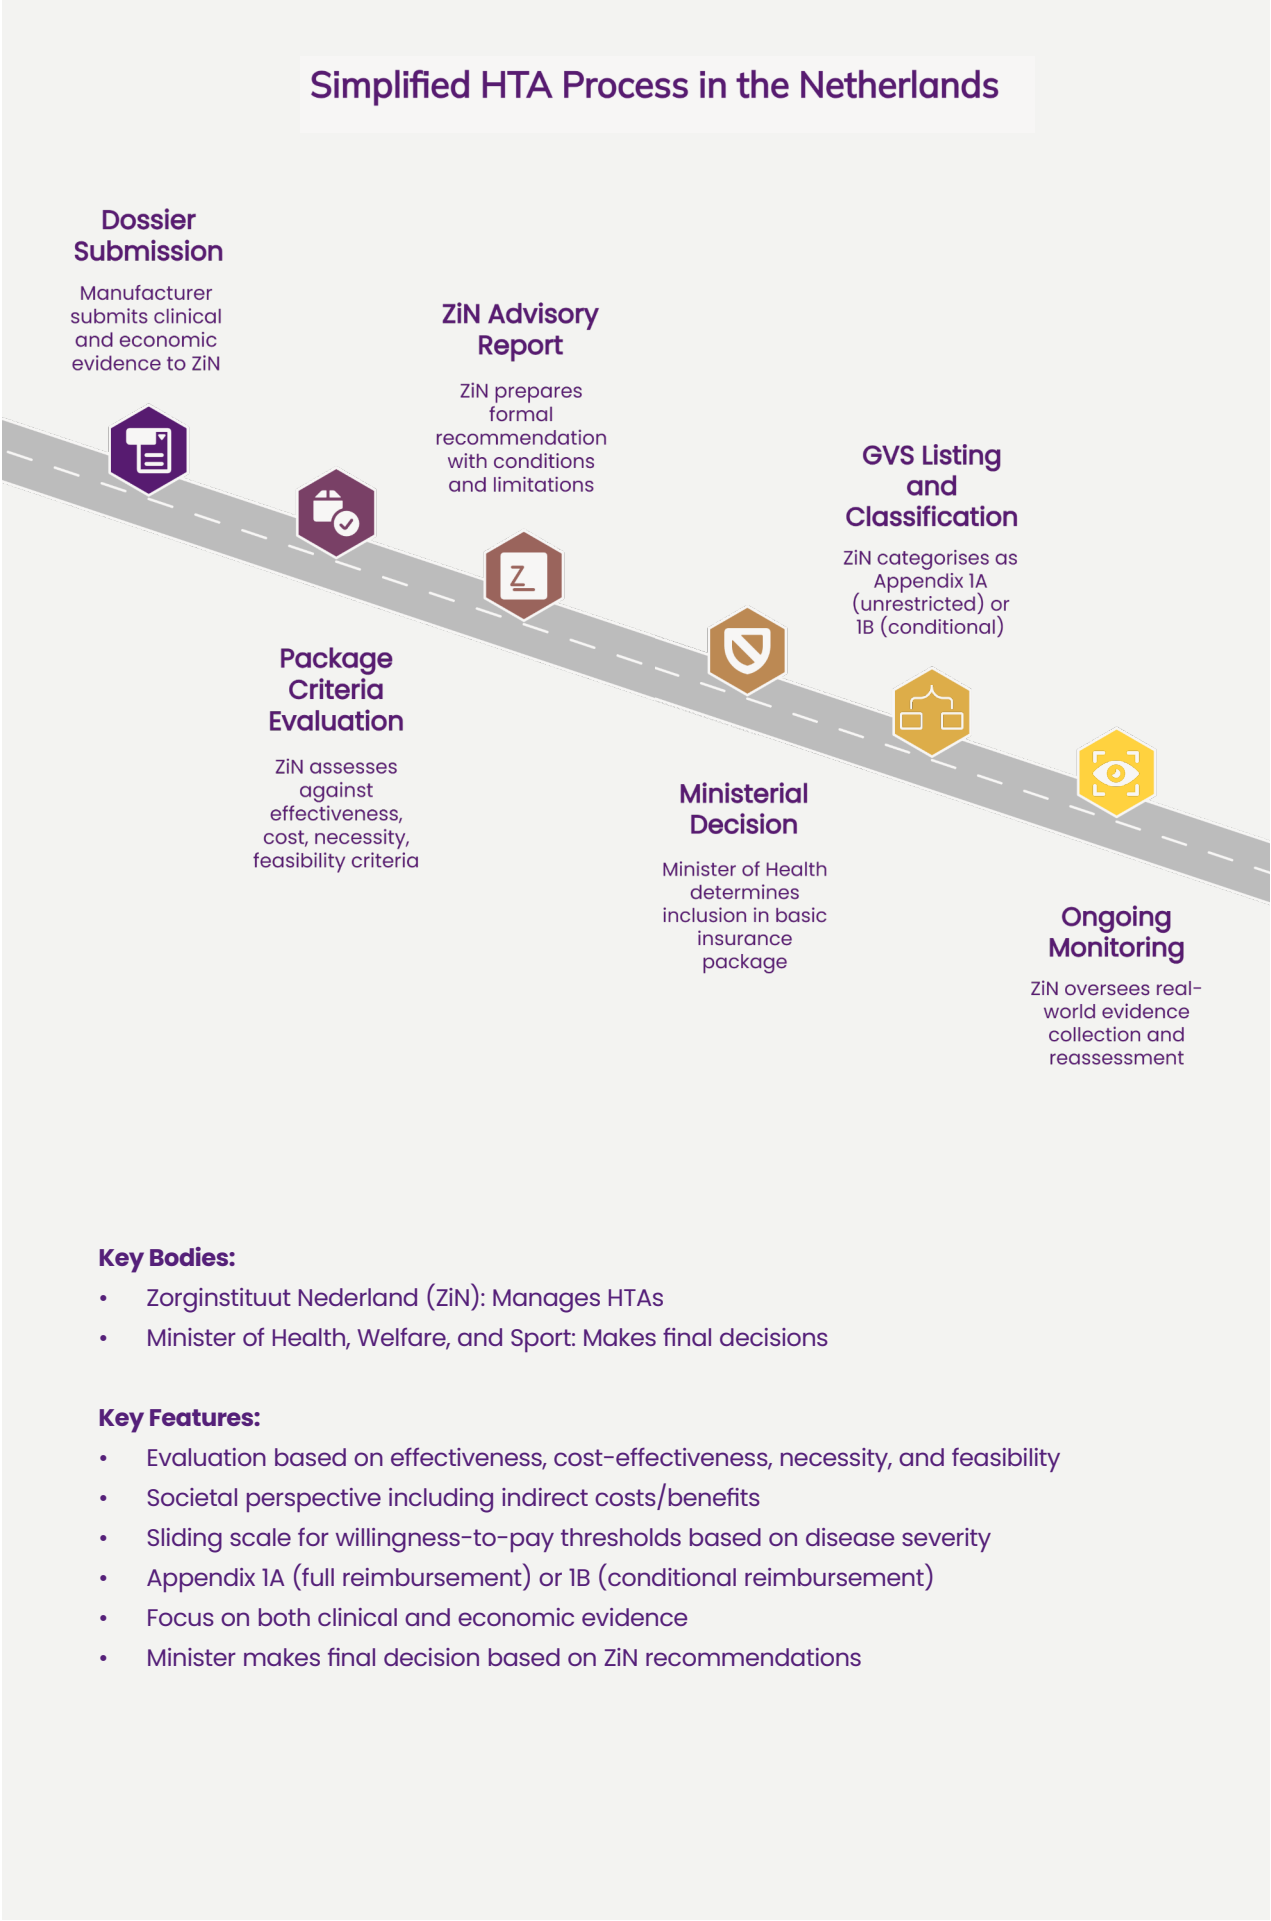 Simplified HTA Process in the Netherlands
Dossier
Submission
Manufacturer
submits clinical
and economic
evidence to ZiN
Package
Criteria
Evaluation
ZiN assesses
against
effectiveness,
cost, necessity,
feasibility criteria
ZiN Advisory
Report
ZiN prepares
formal
recommendation
with conditions
and limitations
Z
Ministerial
Decision
Minister of Health
determines
inclusion in basic
insurance
package
GVS Listing
and
Classification
ZiN categorises as
Appendix 1A
(unrestricted) or
1B (conditional)
Ongoing
Monitoring
ZiN oversees real-
world evidence
collection and
reassessment
Key Bodies:
• Zorginstituut Nederland (ZiN): Manages HTAs
• Minister of Health, Welfare, and Sport: Makes final decisions
Key Features:
• Evaluation based on effectiveness, cost-effectiveness, necessity, and feasibility
• Societal perspective including indirect costs/benefits
• Sliding scale for willingness-to-pay thresholds based on disease severity
• Appendix 1A (full reimbursement) or 1B (conditional reimbursement)
• Focus on both clinical and economic evidence
• Minister makes final decision based on ZiN recommendations